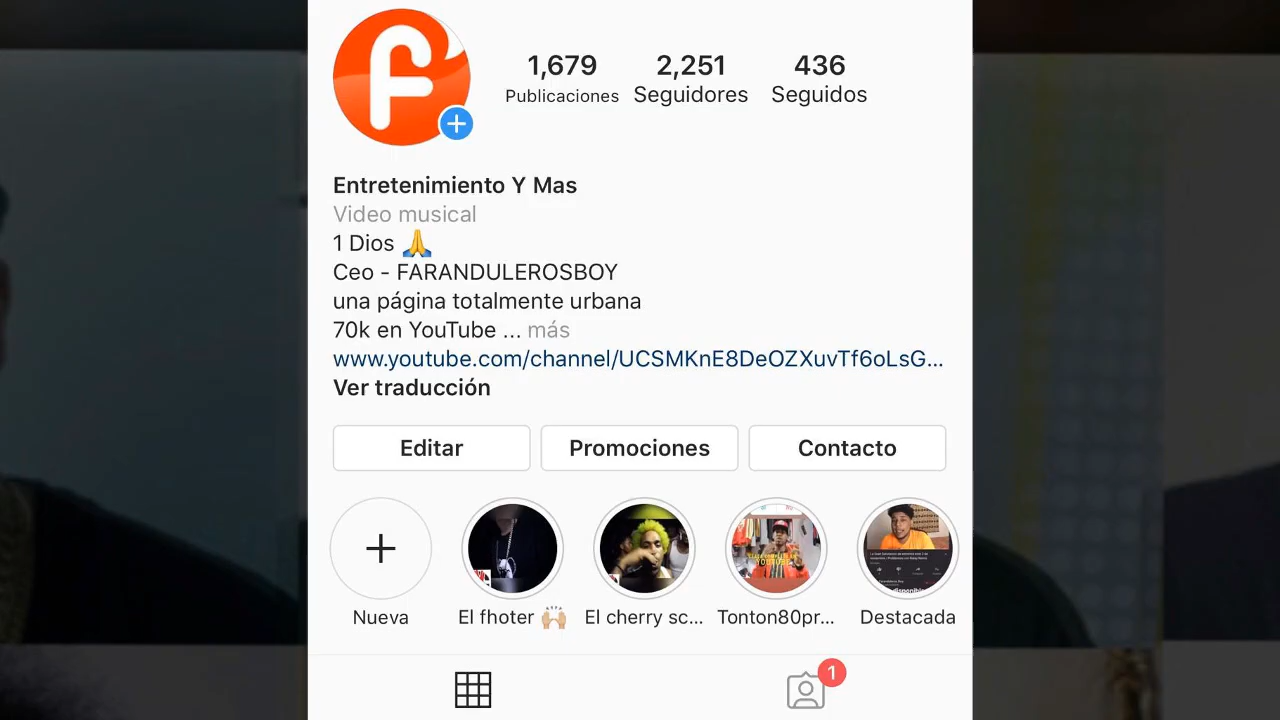 1,679 2,251 436
Publicaciones Seguidores Seguidos
Entretenimiento Y Mas
Video musical
1 Dios 🙏
Ceo - FARANDULEROSBOY
una página totalmente urbana
70k en YouTube ... más
www.youtube.com/channel/UCSMKnE8DeOZXuvTf6oLsG...
Ver traducción
Editar Promociones Contacto
Nueva El fhoter 🙌🏼 El cherry sc... Tonton80pr... Destacada
1